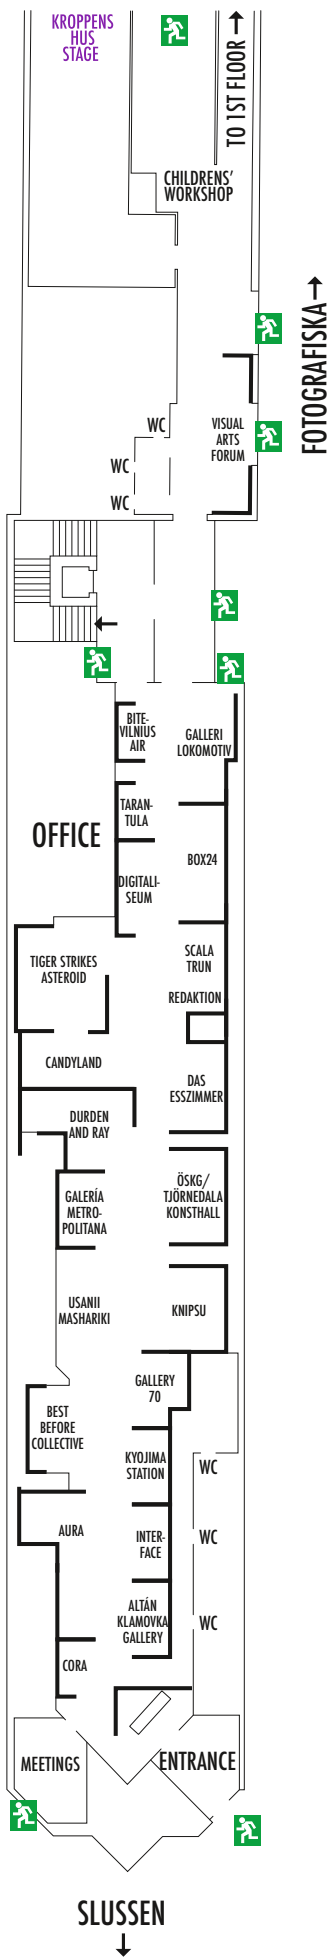 KROPPENS
HUS
STAGE
TO 1ST FLOOR →
CHILDRENS'
WORKSHOP
FOTOGRAFISKA→
VISUAL
ARTS
FORUM
WC
WC
WC
BITE-
VILNIUS
AIR
GALLERI
LOKOMOTIV
TARAN-
TULA
OFFICE
BOX24
DIGITALI-
SEUM
SCALA
TRUN
TIGER STRIKES
ASTEROID
REDAKTION
CANDYLAND
DAS
ESSZIMMER
DURDEN
AND RAY
ÖSKG/
TJÖRNEDALA
KONSTHALL
GALERÍA
METRO-
POLITANA
USANII
MASHARIKI
KNIPSU
GALLERY
70
BEST
BEFORE
COLLECTIVE
KYOJIMA
STATION
WC
AURA
INTER-
FACE
WC
ALTÁN
KLAMOVKA
GALLERY
WC
CORA
MEETINGS
ENTRANCE
SLUSSEN